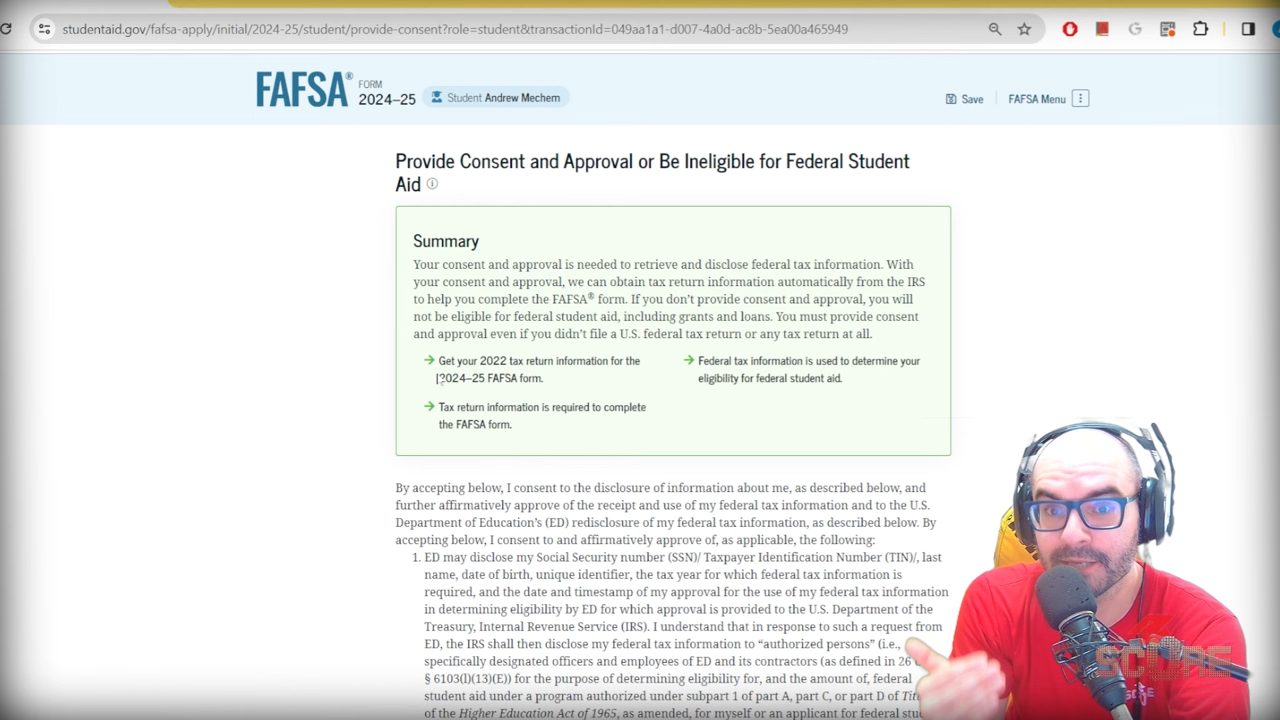 studentaid.gov/fafsa-apply/initial/2024-25/student/provide-consent?role=student&transactionId=049aa1a1-d007-4a0d-ac8b-5ea00a465949
FAFSA® FORM 2024–25 Student Andrew Mechem Save FAFSA Menu
Provide Consent and Approval or Be Ineligible for Federal Student
Aid
Summary
Your consent and approval is needed to retrieve and disclose federal tax information. With
your consent and approval, we can obtain tax return information automatically from the IRS
to help you complete the FAFSA® form. If you don’t provide consent and approval, you will
not be eligible for federal student aid, including grants and loans. You must provide consent
and approval even if you didn’t file a U.S. federal tax return or any tax return at all.
Get your 2022 tax return information for the
2024–25 FAFSA form.
Federal tax information is used to determine your
eligibility for federal student aid.
Tax return information is required to complete
the FAFSA form.
By accepting below, I consent to the disclosure of information about me, as described below, and
further affirmatively approve of the receipt and use of my federal tax information and to the U.S.
Department of Education’s (ED) redisclosure of my federal tax information, as described below. By
accepting below, I consent to and affirmatively approve of, as applicable, the following:
1. ED may disclose my Social Security number (SSN)/ Taxpayer Identification Number (TIN)/, last
name, date of birth, unique identifier, the tax year for which federal tax information is
required, and the date and timestamp of my approval for the use of my federal tax information
in determining eligibility by ED for which approval is provided to the U.S. Department of the
Treasury, Internal Revenue Service (IRS). I understand that in response to such a request from
ED, the IRS shall then disclose my federal tax information to “authorized persons” (i.e.,
specifically designated officers and employees of ED and its contractors (as defined in 26
§ 6103(l)(13)(E)) for the purpose of determining eligibility for, and the amount of, federal
student aid under a program authorized under subpart 1 of part A, part C, or part D of
of the Higher Education Act of 1965, as amended, for myself or an applicant for federal